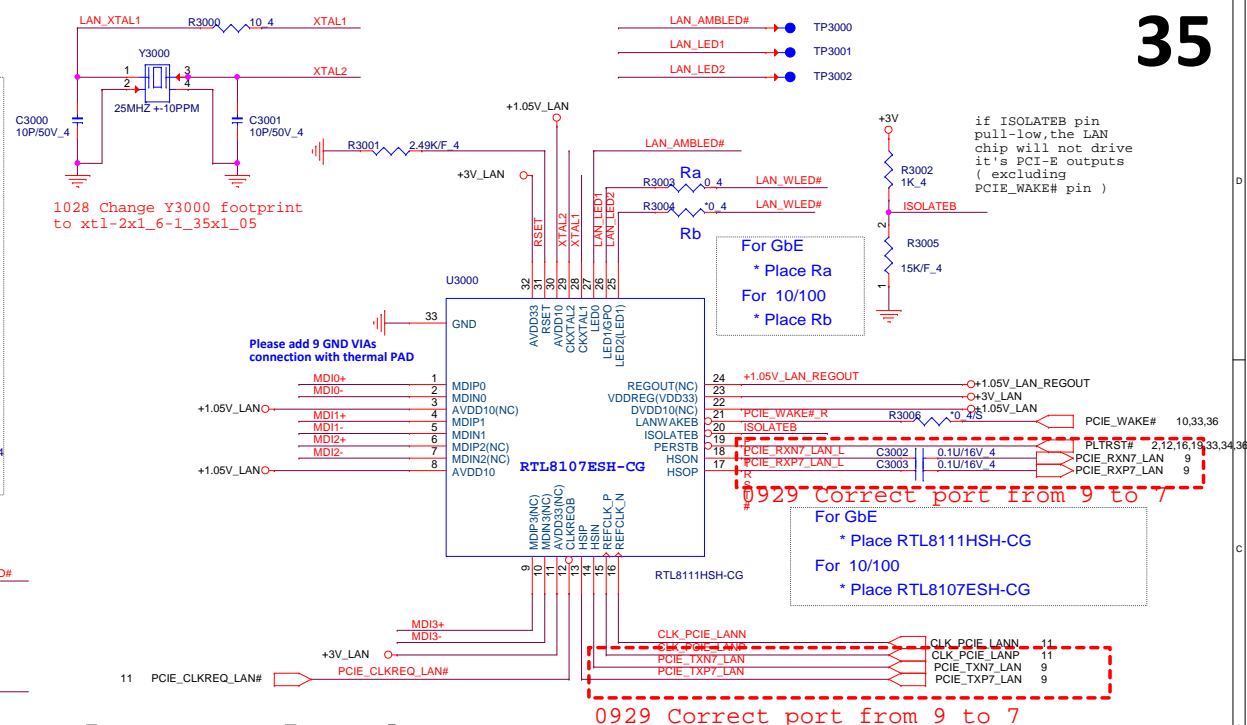 35
LAN_XTAL1
R3000
10_4
XTAL1
Y3000
1
3
2
4
XTAL2
25MHZ +-10PPM
C3000
10P/50V_4
C3001
10P/50V_4
1028 Change Y3000 footprint
to xtl-2x1_6-1_35x1_05
LAN_AMBLED#
TP3000
LAN_LED1
TP3001
LAN_LED2
TP3002
+1.05V_LAN
R3001
2.49K/F_4
+3V_LAN
LAN_AMBLED#
Ra
R3003
0_4
LAN_WLED#
R3004
*0_4
LAN_WLED#
Rb
RSET
XTAL2
XTAL1
LAN_LED1
LAN_LED2
+3V
R3002
1K_4
ISOLATEB
2
R3005
15K/F_4
1
if ISOLATEB pin
pull-low,the LAN
chip will not drive
it's PCI-E outputs
( excluding
PCIE_WAKE# pin )
D
For GbE
* Place Ra
For 10/100
* Place Rb
U3000
32
31
30
29
28
27
26
25
AVDD33
RSET
AVDD10
CKXTAL2
CKXTAL1
LED0
LED1/GPO
LED2(LED1)
33
GND
Please add 9 GND VIAs
connection with thermal PAD
MDI0+
1
MDIP0
MDI0-
2
MDIN0
+1.05V_LAN
3
AVDD10(NC)
MDI1+
4
MDIP1
MDI1-
5
MDIN1
MDI2+
6
MDIP2(NC)
MDI2-
7
MDIN2(NC)
+1.05V_LAN
8
AVDD10
RTL8107ESH-CG
REGOUT(NC)
24
+1.05V_LAN_REGOUT
+1.05V_LAN_REGOUT
VDDREG(VDD33)
23
+3V_LAN
DVDD10(NC)
22
+1.05V_LAN
LANWAKEB
21
PCIE_WAKE#_R
R3006
*0_4/S
PCIE_WAKE#
10,33,36
ISOLATEB
20
ISOLATEB
PERSTB
19
PLTRST#
2,12,16,19,33,34,36
HSON
18
PCIE_RXN7_LAN_L
C3002
0.1U/16V_4
PCIE_RXN7_LAN
9
HSOP
17
PCIE_RXP7_LAN_L
C3003
0.1U/16V_4
PCIE_RXP7_LAN
9
0929 Correct port from 9 to 7
For GbE
* Place RTL8111HSH-CG
For 10/100
* Place RTL8107ESH-CG
C
MDIP3(NC)
MDIN3(NC)
AVDD33(NC)
CLKREQB
HSIP
HSIN
REFCLK_P
REFCLK_N
9
10
11
12
13
14
15
16
RTL8111HSH-CG
D#
MDI3+
MDI3-
+3V_LAN
11
PCIE_CLKREQ_LAN#
PCIE_CLKREQ_LAN#
CLK_PCIE_LANN
CLK_PCIE_LANN
11
CLK_PCIE_LANP
CLK_PCIE_LANP
11
PCIE_TXN7_LAN
PCIE_TXN7_LAN
9
PCIE_TXP7_LAN
PCIE_TXP7_LAN
9
0929 Correct port from 9 to 7